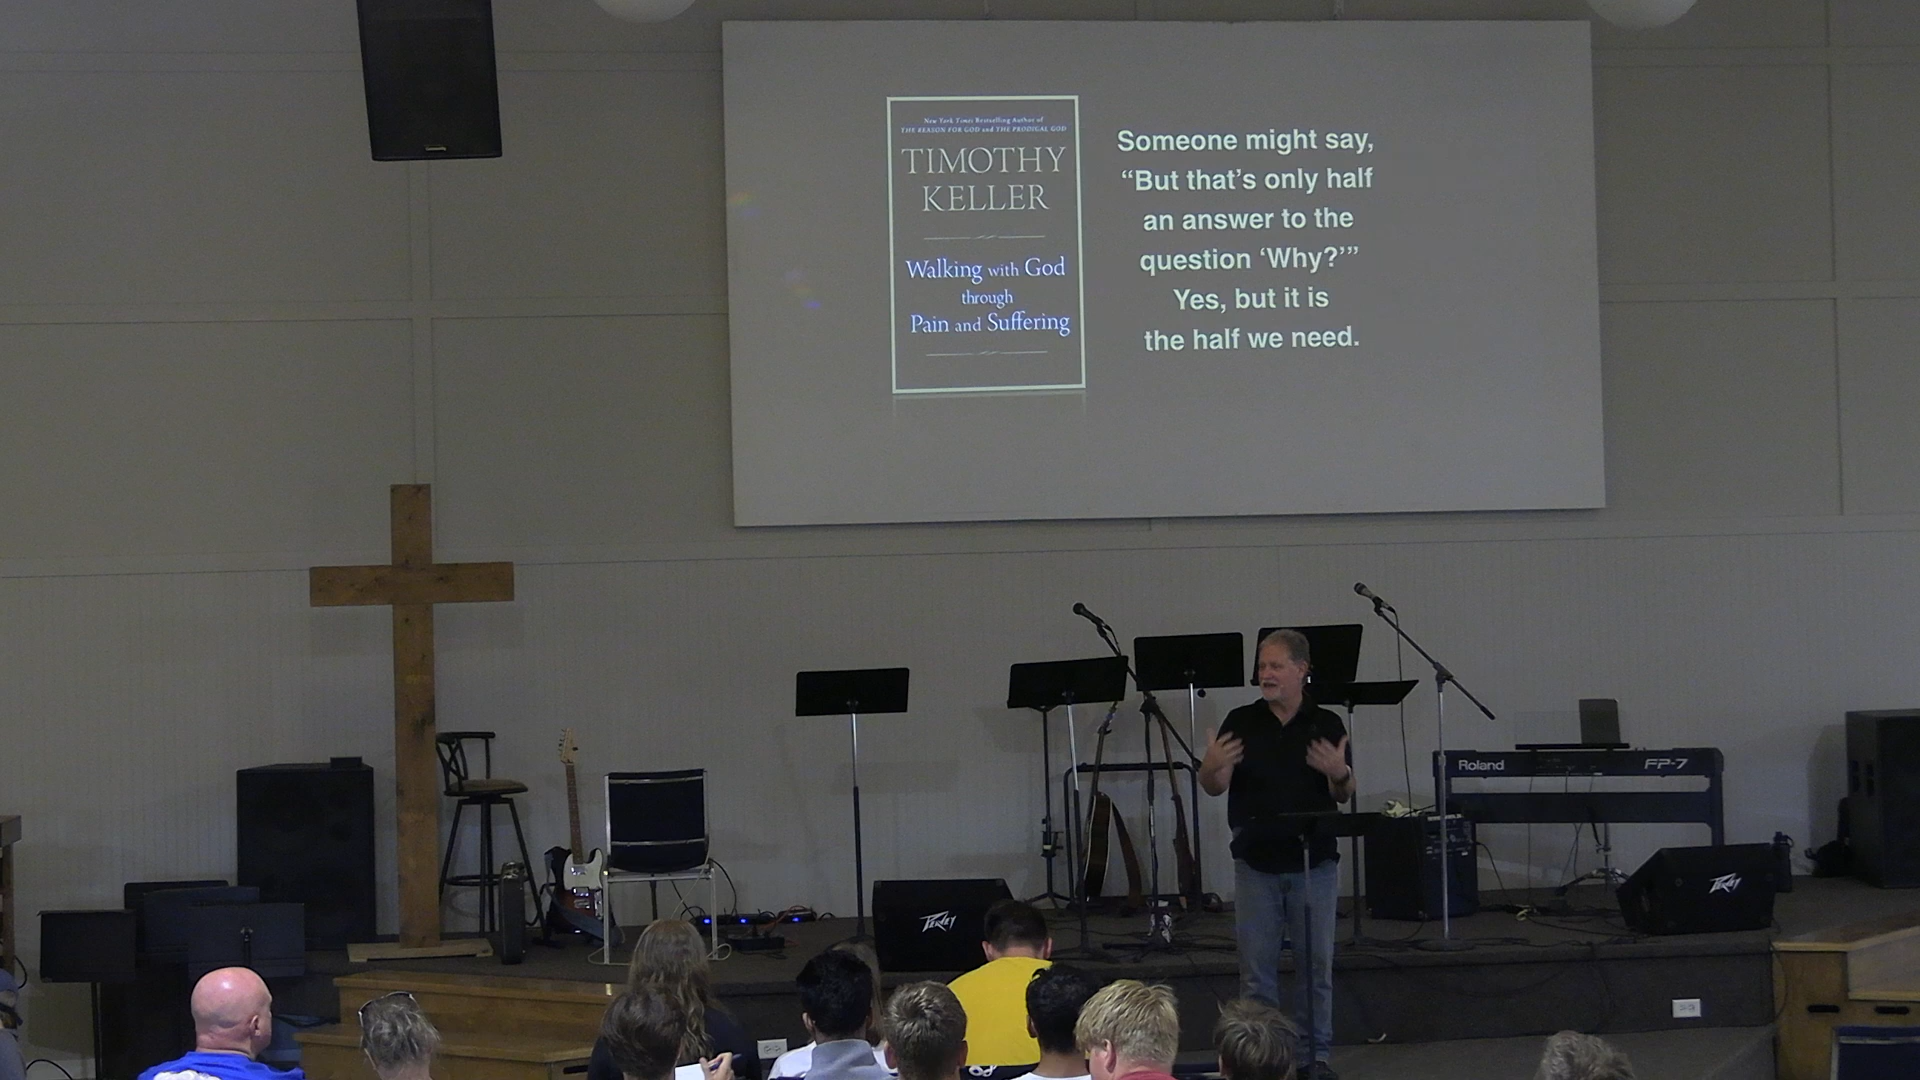 New York Times Bestselling Author of
THE REASON FOR GOD and THE PRODIGAL GOD
TIMOTHY
KELLER
Walking with God
through
Pain and Suffering
Someone might say,
“But that’s only half
an answer to the
question ‘Why?’”
Yes, but it is
the half we need.
Roland
FP-7
PEAVEY
PEAVEY